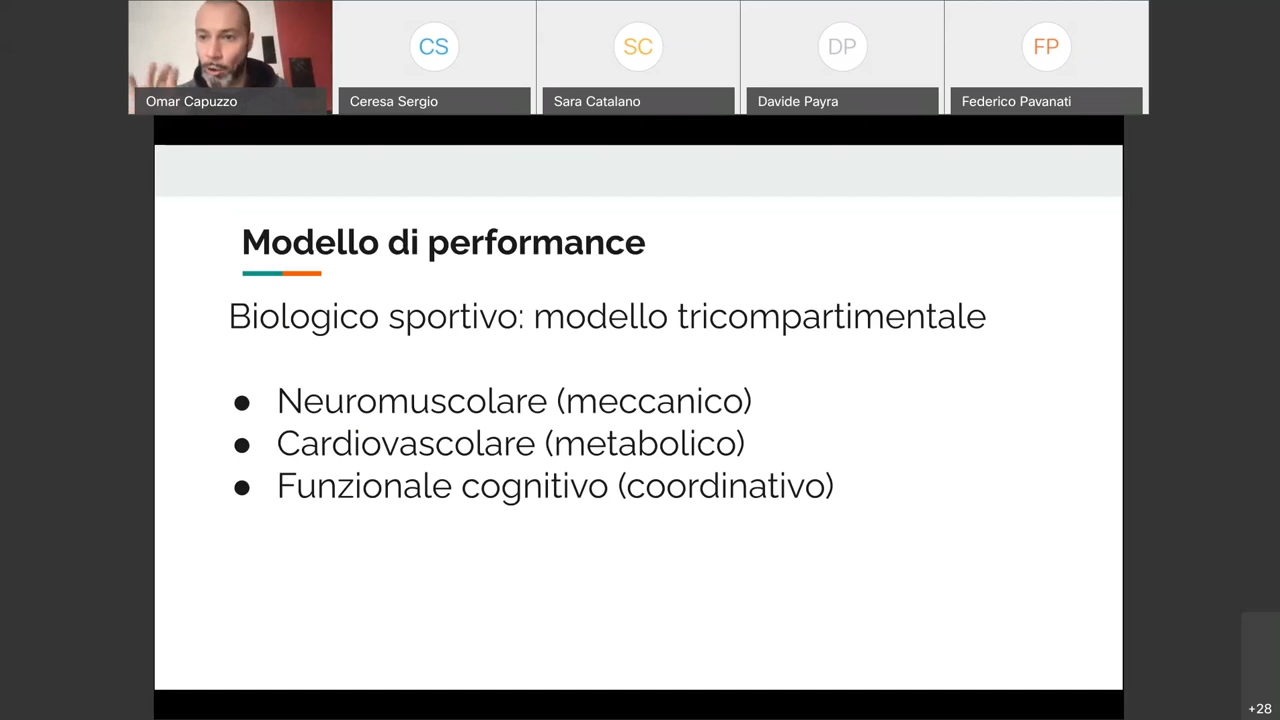 CS
SC
DP
FP
Omar Capuzzo
Ceresa Sergio
Sara Catalano
Davide Payra
Federico Pavanati
Modello di performance
Biologico sportivo: modello tricompartimentale
● Neuromuscolare (meccanico)
● Cardiovascolare (metabolico)
● Funzionale cognitivo (coordinativo)
+28